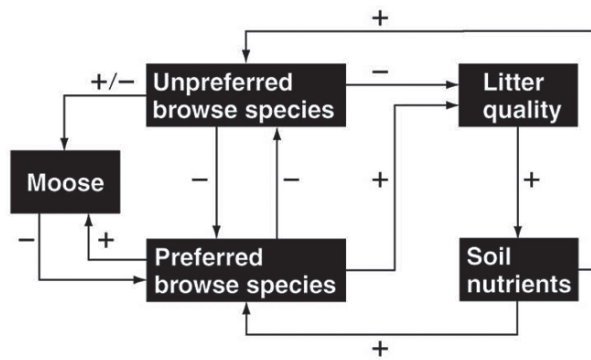 +
+/−
Unpreferred
browse species
−
Litter
quality
Moose
−
−
+
+
−
+
Preferred
browse species
Soil
nutrients
+